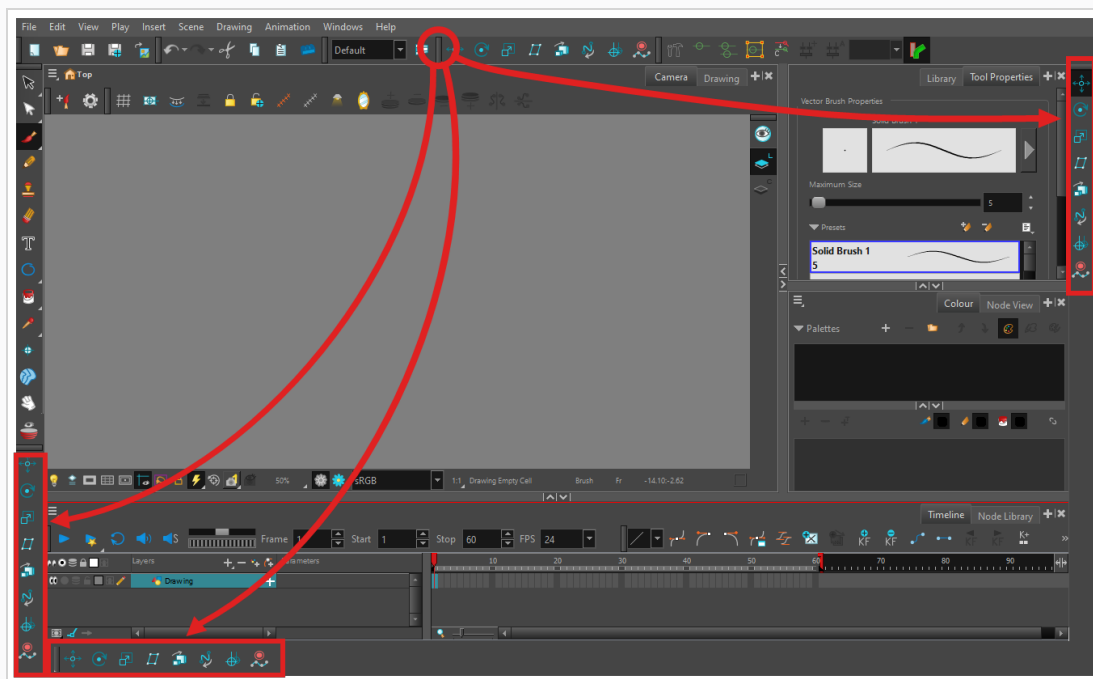 File Edit View Play Insert Scene Drawing Animation Windows Help
Default
Top
Camera Drawing
Library Tool Properties
Vector Brush Properties
Maximum Size
5
Presets
Solid Brush 1
5
Colour Node View
Palettes
50%
sRGB
1:1 Drawing Empty Cell Brush Fr -14.10:-2.62
Timeline Node Library
Frame 1 Start 1 Stop 60 FPS 24
Layers Parameters
10 20 30 40 50 60 70 80 90
Drawing